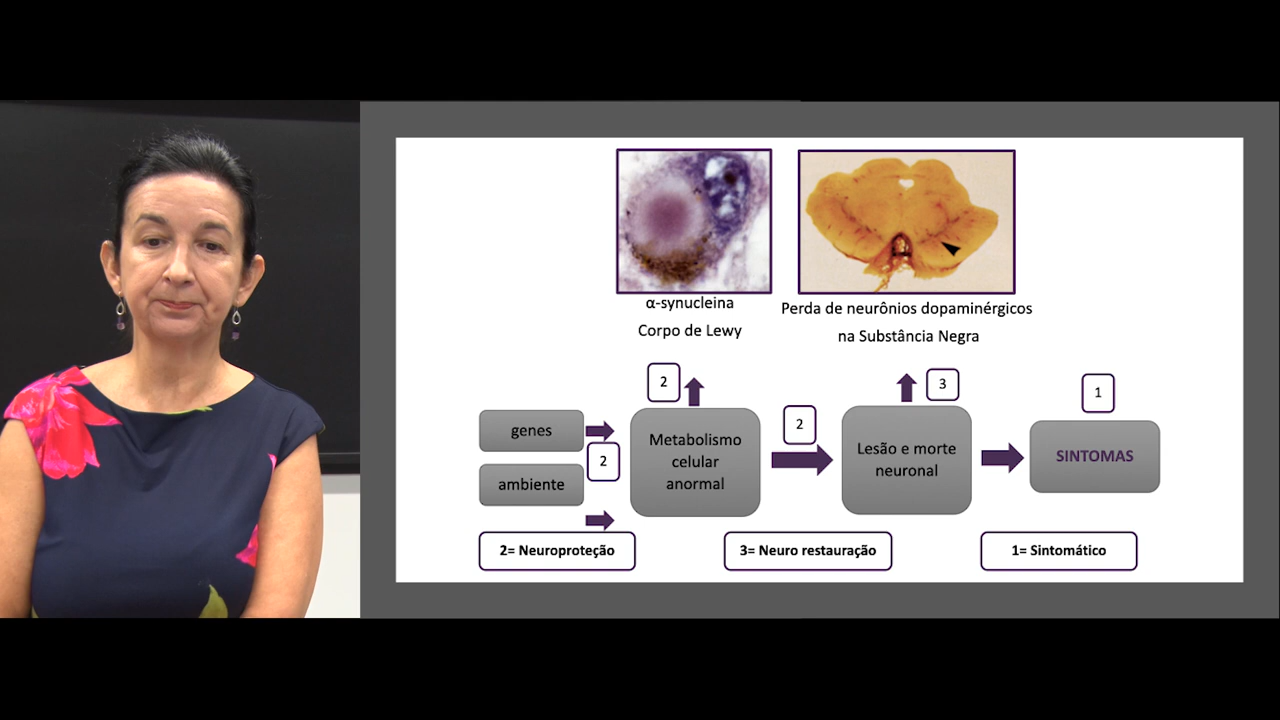 α-synucleina
Corpo de Lewy
Perda de neurônios dopaminérgicos
na Substância Negra
2
3
1
genes
ambiente
2
Metabolismo
celular
anormal
2
Lesão e morte
neuronal
SINTOMAS
2= Neuroproteção
3= Neuro restauração
1= Sintomático